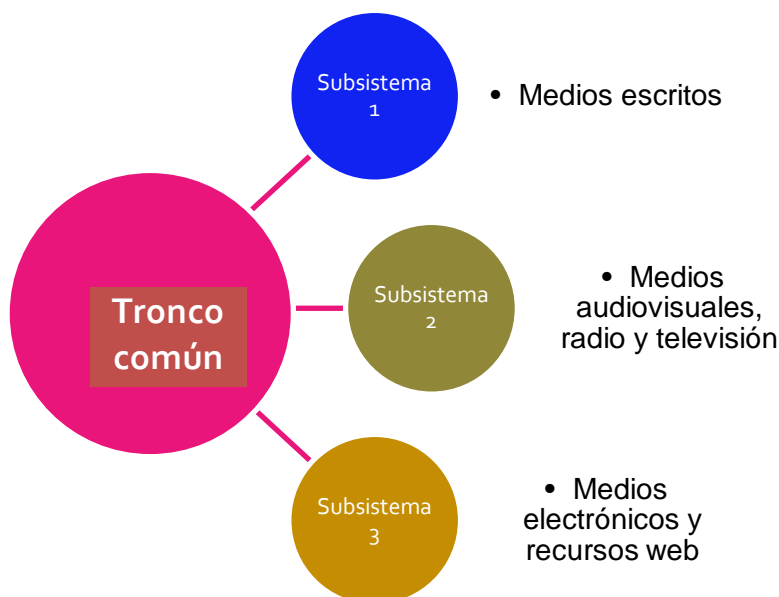 Subsistema
1
• Medios escritos
Tronco
común
Subsistema
2
• Medios
audiovisuales,
radio y televisión
Subsistema
3
• Medios
electrónicos y
recursos web